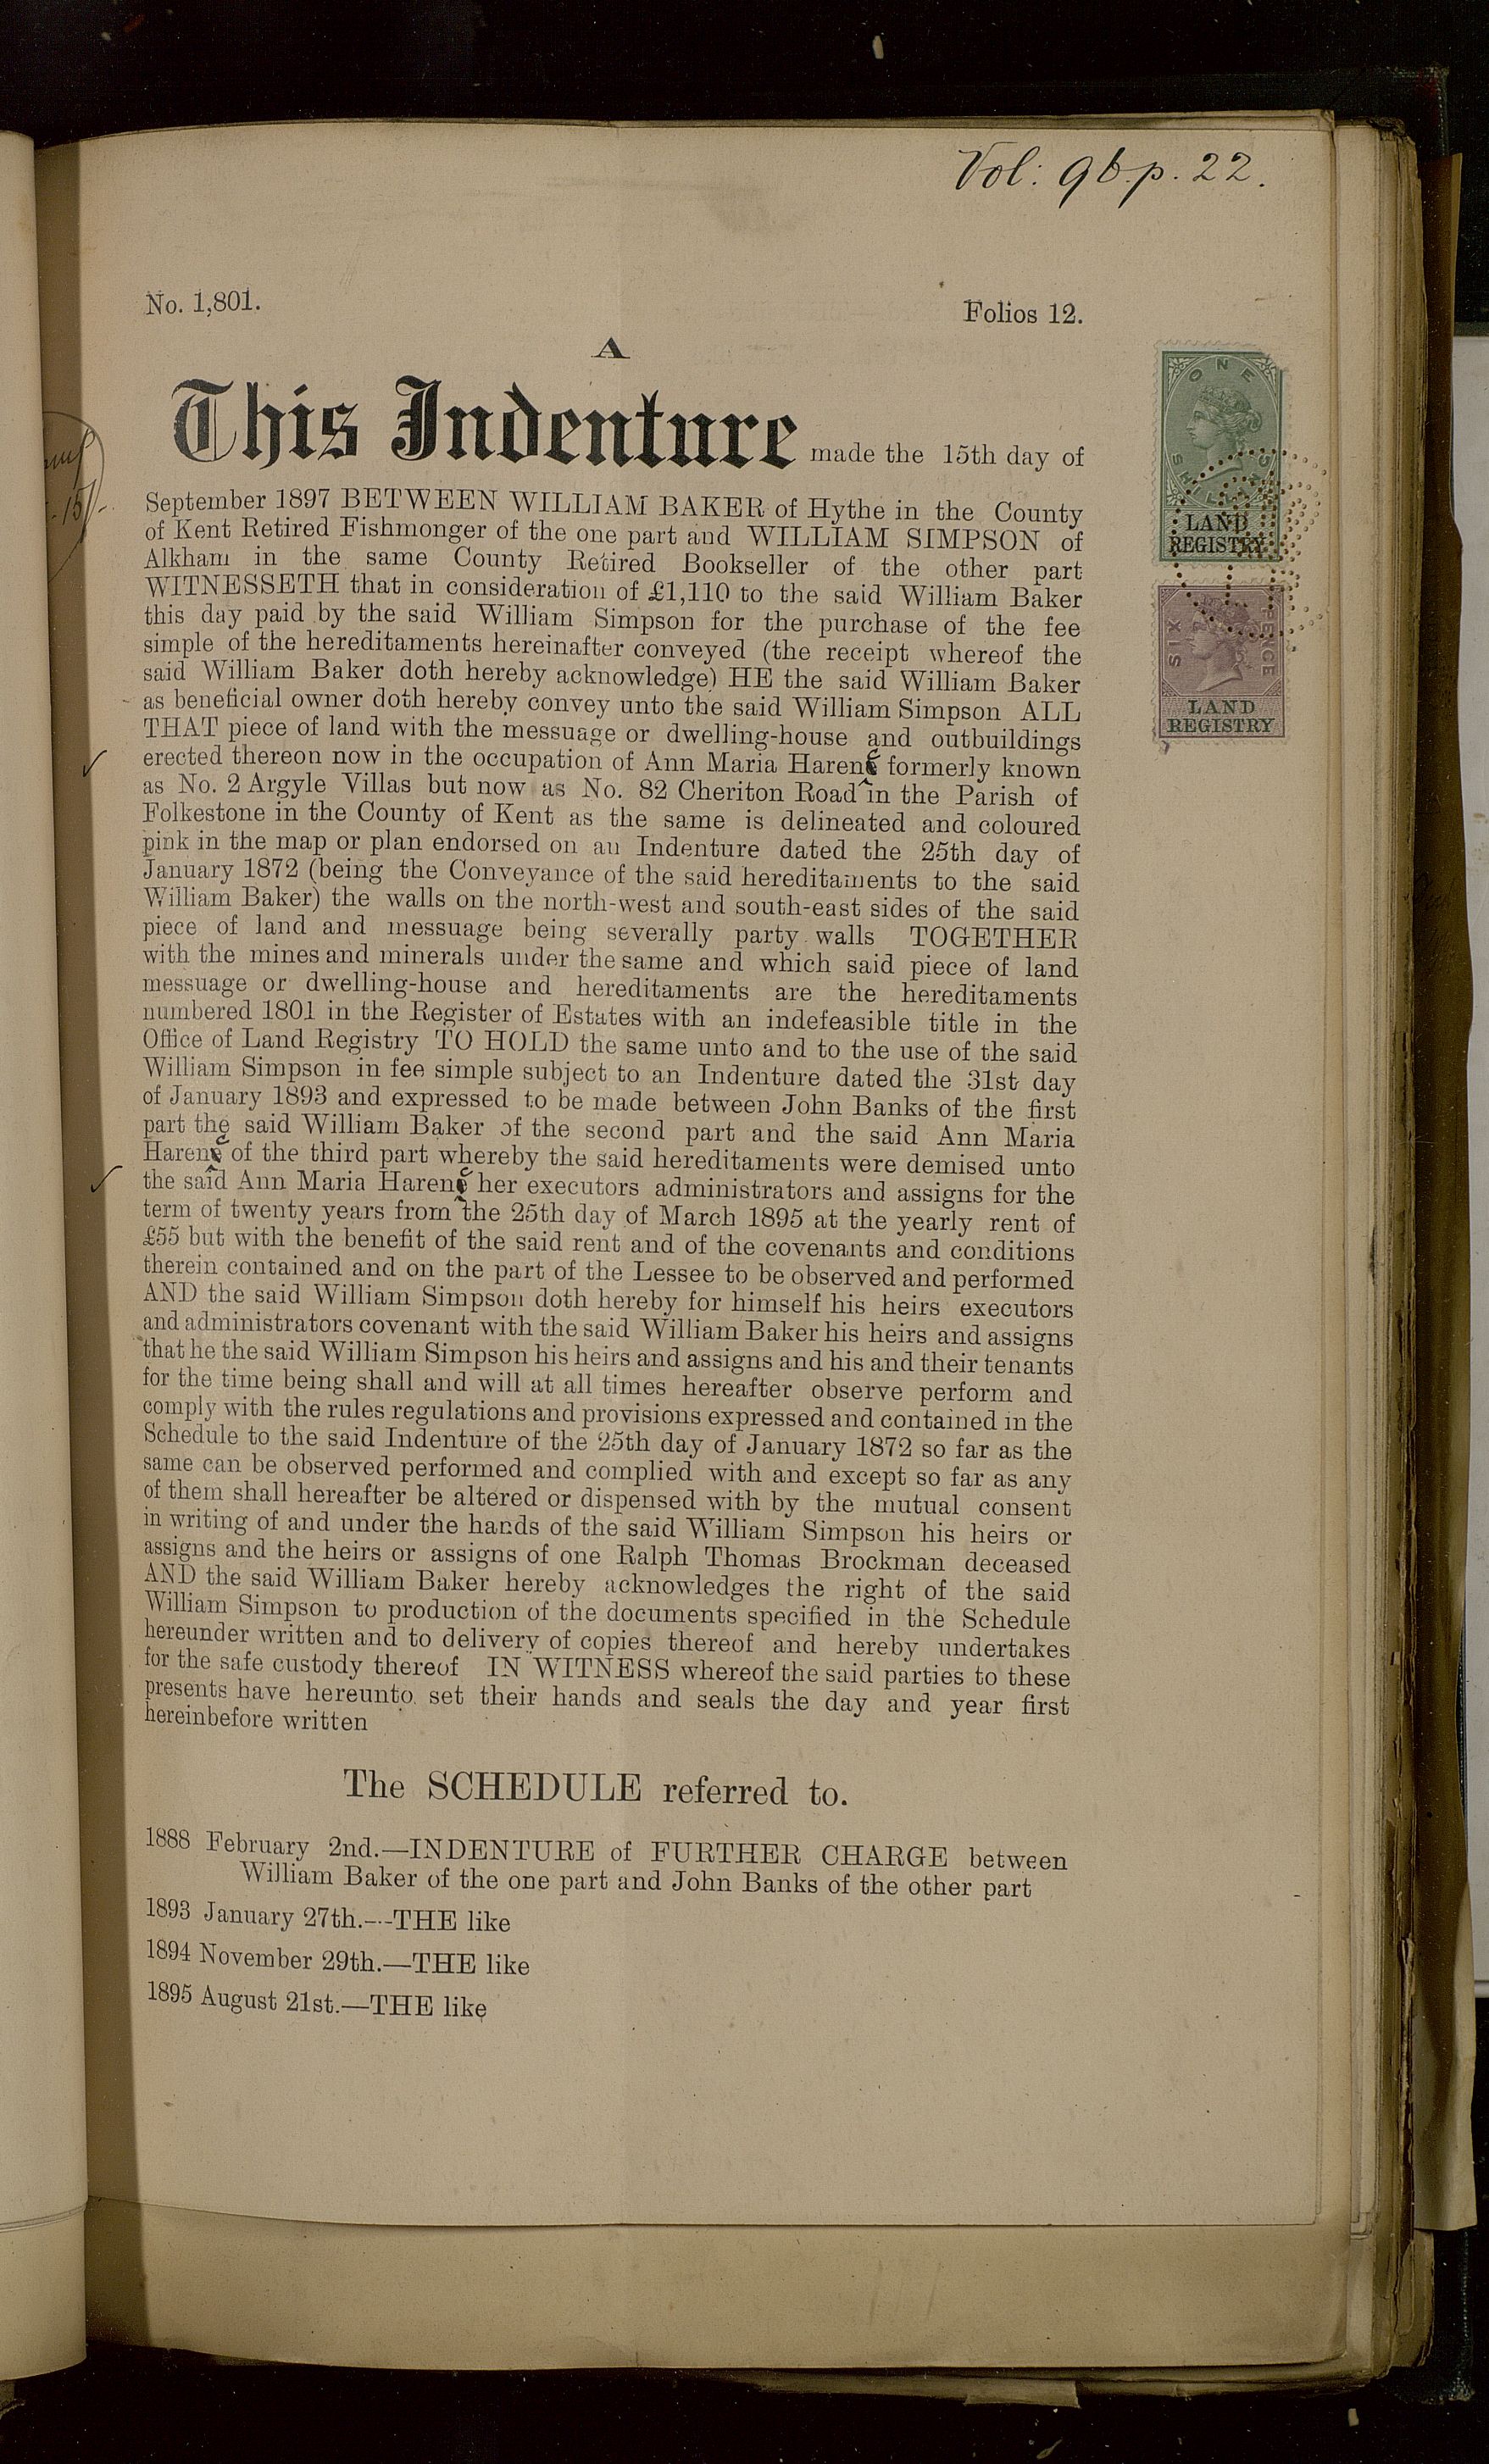 Vol: 96.p. 22.
No. 1,801.
Folios 12.
A
This Indenture made the 15th day of
September 1897 BETWEEN WILLIAM BAKER of Hythe in the County
of Kent Retired Fishmonger of the one part and WILLIAM SIMPSON of
Alkham in the same County Retired Bookseller of the other part
WITNESSETH that in consideration of £1,110 to the said William Baker
this day paid by the said William Simpson for the purchase of the fee
simple of the hereditaments hereinafter conveyed (the receipt whereof the
said William Baker doth hereby acknowledge) HE the said William Baker
as beneficial owner doth hereby convey unto the said William Simpson ALL
THAT piece of land with the messuage or dwelling-house and outbuildings
erected thereon now in the occupation of Ann Maria Harenc formerly known
as No. 2 Argyle Villas but now as No. 82 Cheriton Road in the Parish of
Folkestone in the County of Kent as the same is delineated and coloured
pink in the map or plan endorsed on an Indenture dated the 25th day of
January 1872 (being the Conveyance of the said hereditaments to the said
William Baker) the walls on the north-west and south-east sides of the said
piece of land and messuage being severally party walls TOGETHER
with the mines and minerals under the same and which said piece of land
messuage or dwelling-house and hereditaments are the hereditaments
numbered 1801 in the Register of Estates with an indefeasible title in the
Office of Land Registry TO HOLD the same unto and to the use of the said
William Simpson in fee simple subject to an Indenture dated the 31st day
of January 1893 and expressed to be made between John Banks of the first
part the said William Baker of the second part and the said Ann Maria
Harenc of the third part whereby the said hereditaments were demised unto
the said Ann Maria Harenc her executors administrators and assigns for the
term of twenty years from the 25th day of March 1895 at the yearly rent of
£55 but with the benefit of the said rent and of the covenants and conditions
therein contained and on the part of the Lessee to be observed and performed
AND the said William Simpson doth hereby for himself his heirs executors
and administrators covenant with the said William Baker his heirs and assigns
that he the said William Simpson his heirs and assigns and his and their tenants
for the time being shall and will at all times hereafter observe perform and
comply with the rules regulations and provisions expressed and contained in the
Schedule to the said Indenture of the 25th day of January 1872 so far as the
same can be observed performed and complied with and except so far as any
of them shall hereafter be altered or dispensed with by the mutual consent
in writing of and under the hands of the said William Simpson his heirs or
assigns and the heirs or assigns of one Ralph Thomas Brockman deceased
AND the said William Baker hereby acknowledges the right of the said
William Simpson to production of the documents specified in the Schedule
hereunder written and to delivery of copies thereof and hereby undertakes
for the safe custody thereof IN WITNESS whereof the said parties to these
presents have hereunto set their hands and seals the day and year first
hereinbefore written
The SCHEDULE referred to.
1888 February 2nd.—INDENTURE of FURTHER CHARGE between
William Baker of the one part and John Banks of the other part
1893 January 27th.—THE like
1894 November 29th.—THE like
1895 August 21st.—THE like
ONE
SHILLING
LAND
REGISTRY
SIX PENCE
LAND
REGISTRY